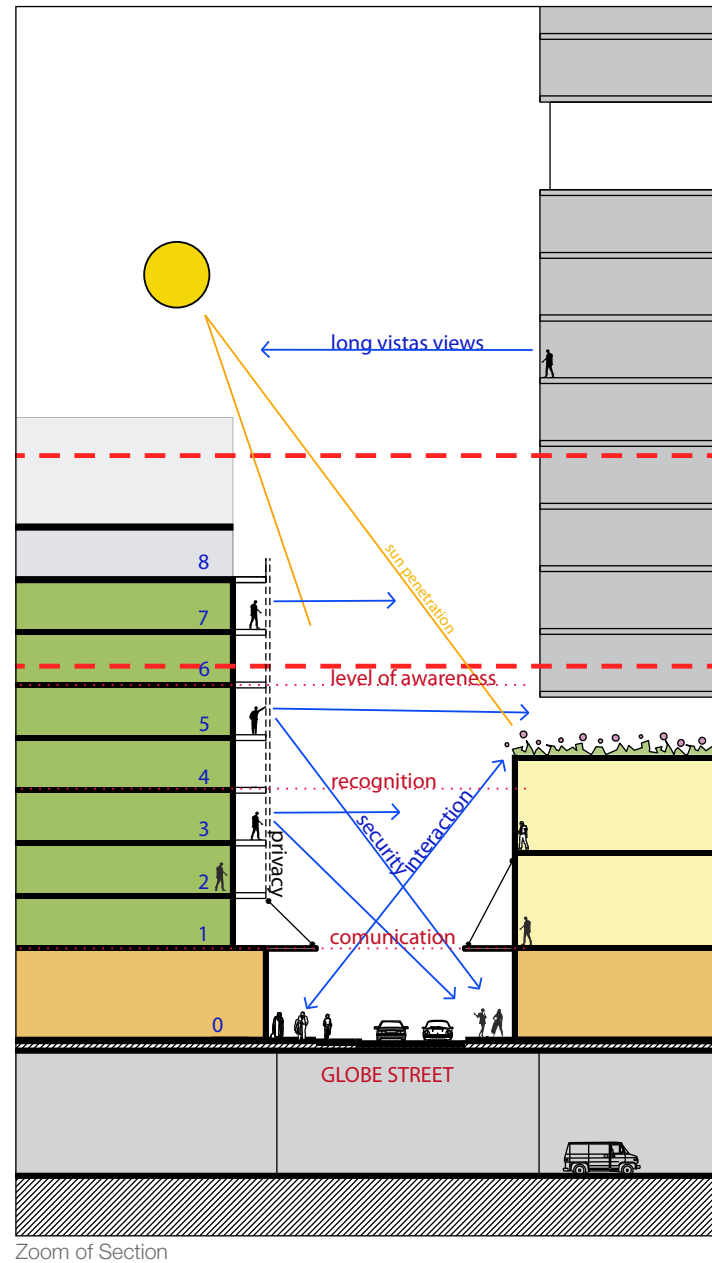 long vistas views
sun penetration
8
7
6
level of awareness
5
4
recognition
security
interaction
3
privacy
2
1
comunication
0
GLOBE STREET
Zoom of Section